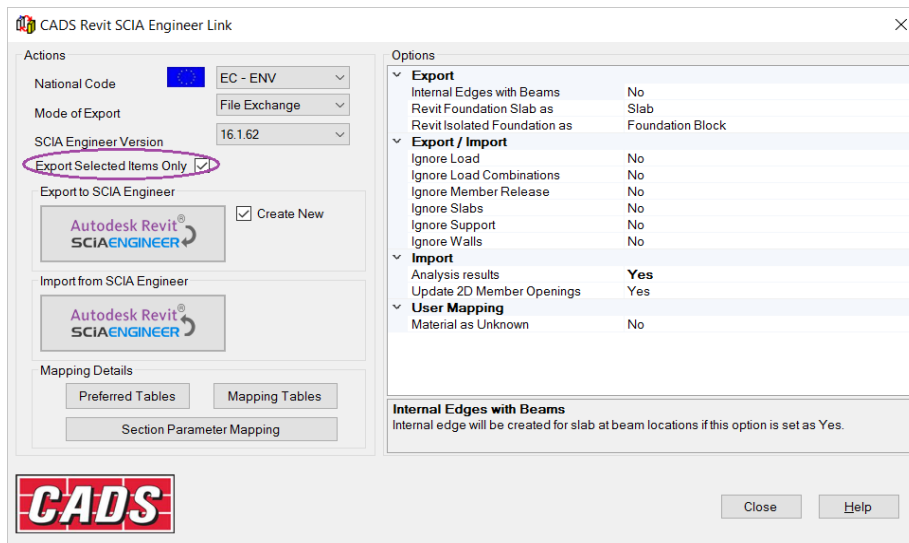 CADS Revit SCIA Engineer Link
Actions
National Code
EC - ENV
Mode of Export
File Exchange
SCIA Engineer Version
16.1.62
Export Selected Items Only
Export to SCIA Engineer
Autodesk Revit®
SCiAENGINEER
Create New
Import from SCIA Engineer
Autodesk Revit®
SCiAENGINEER
Mapping Details
Preferred Tables
Mapping Tables
Section Parameter Mapping
Options
Export
Internal Edges with Beams No
Revit Foundation Slab as Slab
Revit Isolated Foundation as Foundation Block
Export / Import
Ignore Load No
Ignore Load Combinations No
Ignore Member Release No
Ignore Slabs No
Ignore Support No
Ignore Walls No
Import
Analysis results Yes
Update 2D Member Openings Yes
User Mapping
Material as Unknown No
Internal Edges with Beams
Internal edge will be created for slab at beam locations if this option is set as Yes.
CADS
Close
Help